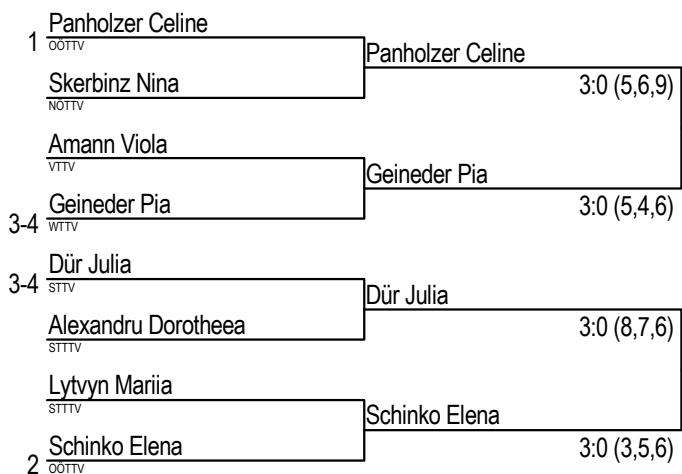 Panholzer Celine
1
OÖTTV
Panholzer Celine
Skerbinz Nina
3:0 (5,6,9)
NÖTTV
Amann Viola
VTTV
Geineder Pia
Geineder Pia
3:0 (5,4,6)
3-4
WTTV
Dür Julia
3-4
STTV
Dür Julia
Alexandru Dorotheea
3:0 (8,7,6)
STTTV
Lytvyn Mariia
STTTV
Schinko Elena
Schinko Elena
3:0 (3,5,6)
2
OÖTTV